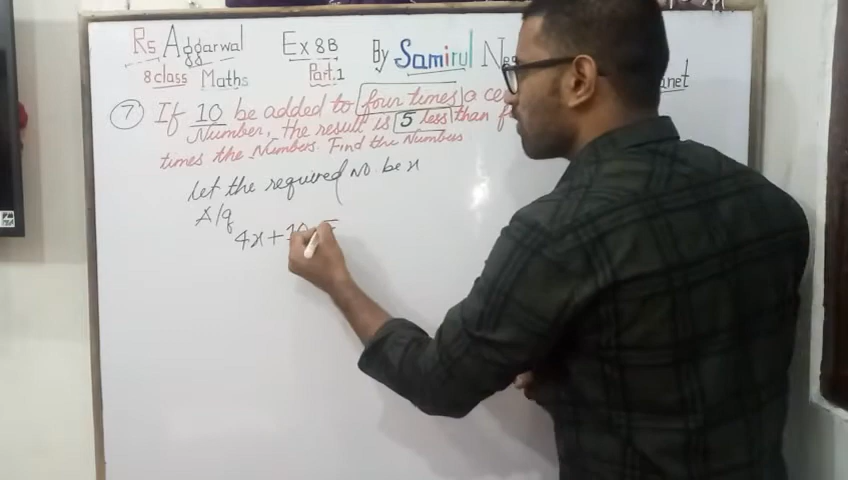 Rs Aggarwal Ex 8B By Samirul
8class Maths Part.1
7 If 10 be added to four times a
Number, the result is 5 less than
times the Numbers. Find the Numbers
Let the required no be x
A/q
4x+10